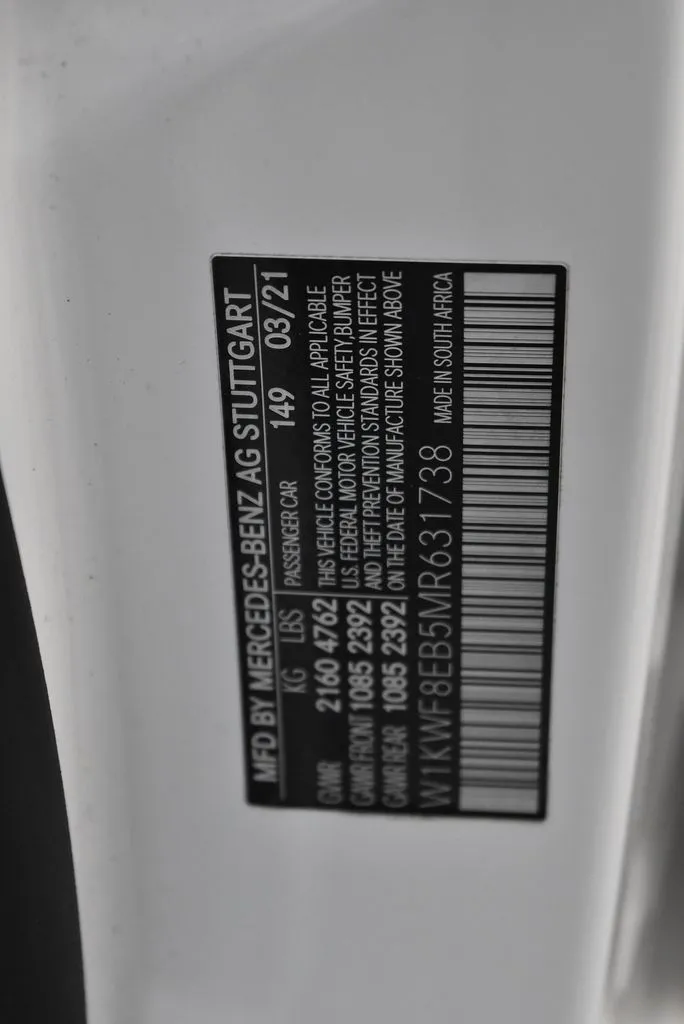 MFD BY MERCEDES-BENZ AG STUTTGART
KG LBS PASSENGER CAR 149 03/21
GVWR 2160 4762 THIS VEHICLE CONFORMS TO ALL APPLICABLE
GAWR FRONT 1085 2392 U.S. FEDERAL MOTOR VEHICLE SAFETY,BUMPER
GAWR REAR 1085 2392 AND THEFT PREVENTION STANDARDS IN EFFECT
ON THE DATE OF MANUFACTURE SHOWN ABOVE
W1KWF8EB5MR631738 MADE IN SOUTH AFRICA